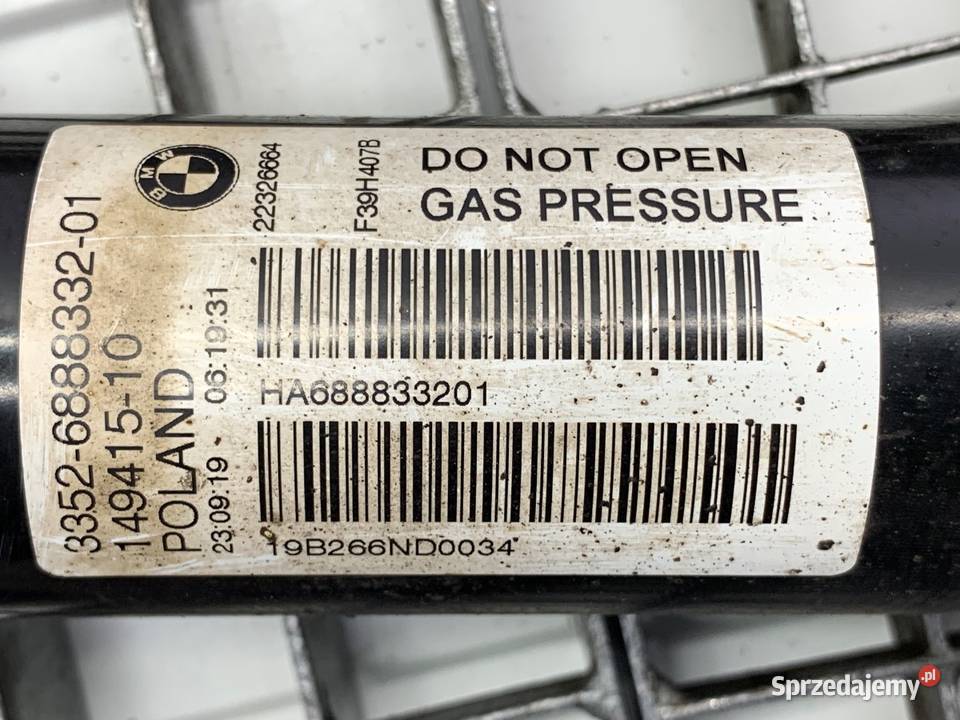 BMW
3352-6888332-01
149415-10
POLAND
23:09:19 06:19:31
22326664
F39H407B
DO NOT OPEN
GAS PRESSURE
HA688833201
19B266ND0034
Sprzedajemy.pl